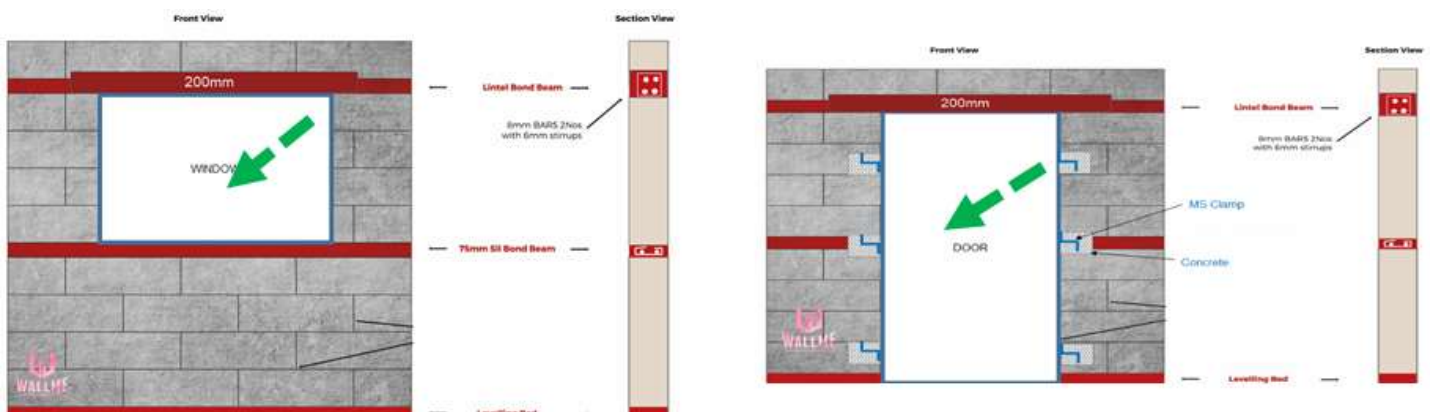 Front View
Section View
200mm
Lintel Bond Beam
8mm BARS 2Nos
with 6mm stirrups
WINDOW
75mm Sil Bond Beam
WALLME
Levelling Bed
Front View
Section View
200mm
Lintel Bond Beam
8mm BARS 2Nos
with 6mm stirrups
MS Clamp
DOOR
Concrete
WALLME
Levelling Bed